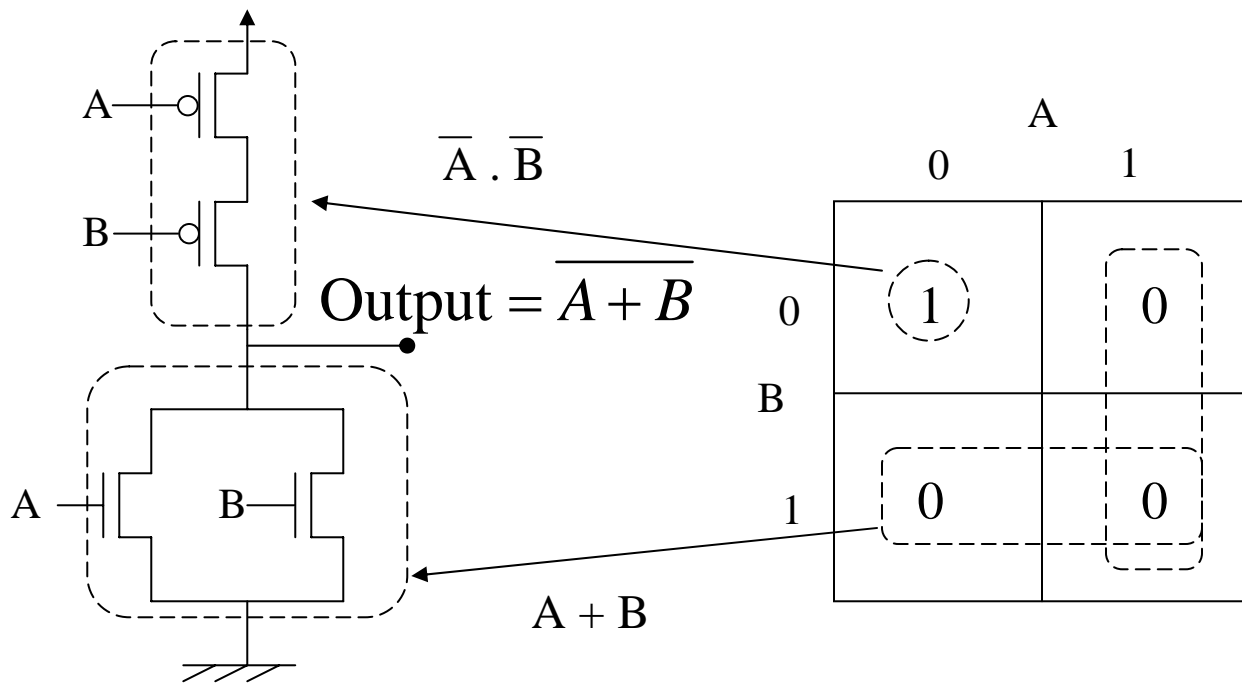 A
B
A̅ . B̅
Output = \overline{A + B}
A
B
A + B
A
0 1
0
1 0
B
1
0 0